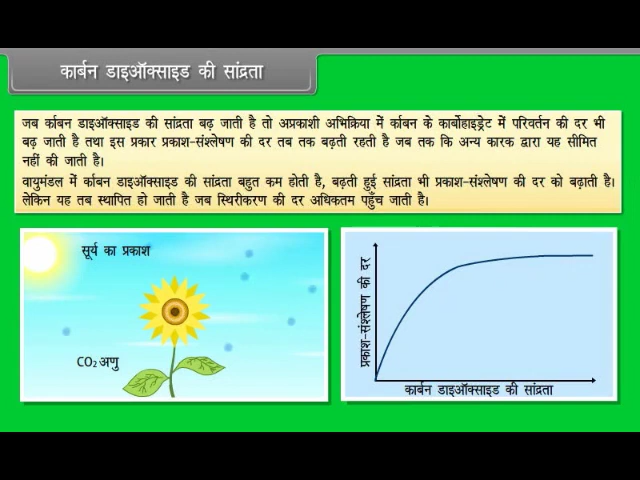 कार्बन डाइऑक्साइड की सांद्रता
जब र्काबन डाइऑक्साइड की सांद्रता बढ़ जाती है तो अप्रकाशी अभिक्रिया में र्काबन के कार्बोहाइड्रेट में परिवर्तन की दर भी
बढ़ जाती है तथा इस प्रकार प्रकाश-संश्लेषण की दर तब तक बढ़ती रहती है जब तक कि अन्य कारक द्वारा यह सीमित
नहीं की जाती है।
वायुमंडल में र्काबन डाइऑक्साइड की सांद्रता बहुत कम होती है, बढ़ती हुई सांद्रता भी प्रकाश-संश्लेषण की दर को बढ़ाती है।
लेकिन यह तब स्थापित हो जाती है जब स्थिरीकरण की दर अधिकतम पहुँच जाती है।
सूर्य का प्रकाश
CO₂ अणु
प्रकाश-संश्लेषण की दर
कार्बन डाइऑक्साइड की सांद्रता